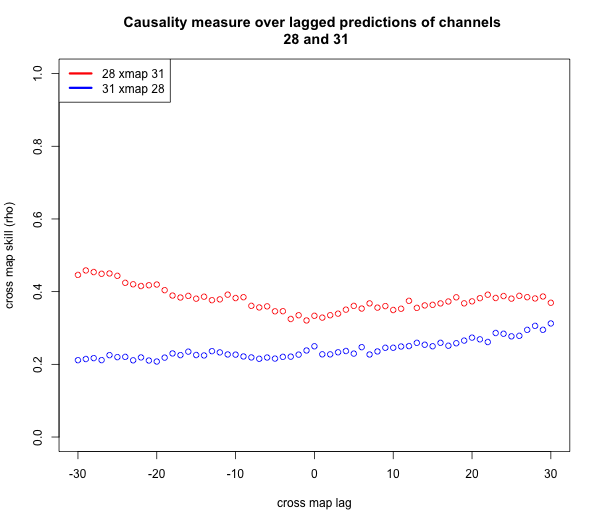 Causality measure over lagged predictions of channels
28 and 31
28 xmap 31
31 xmap 28
cross map skill (rho)
1.0
0.8
0.6
0.4
0.2
0.0
-30 -20 -10 0 10 20 30
cross map lag